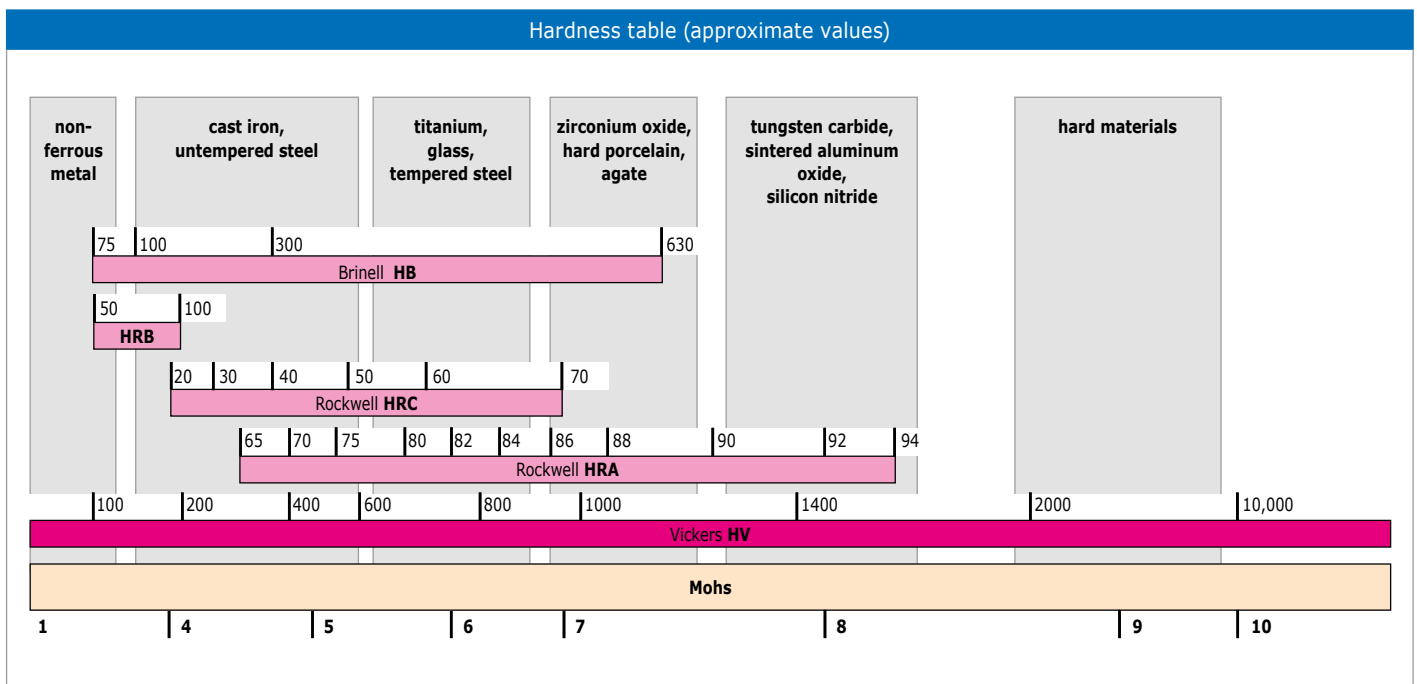 Hardness table (approximate values)
non-
ferrous
metal
cast iron,
untempered steel
titanium,
glass,
tempered steel
zirconium oxide,
hard porcelain,
agate
tungsten carbide,
sintered aluminum
oxide,
silicon nitride
hard materials
75 100 300 630
Brinell HB
50 100
HRB
20 30 40 50 60 70
Rockwell HRC
65 70 75 80 82 84 86 88 90 92 94
Rockwell HRA
100 200 400 600 800 1000 1400 2000 10,000
Vickers HV
Mohs
1 4 5 6 7 8 9 10